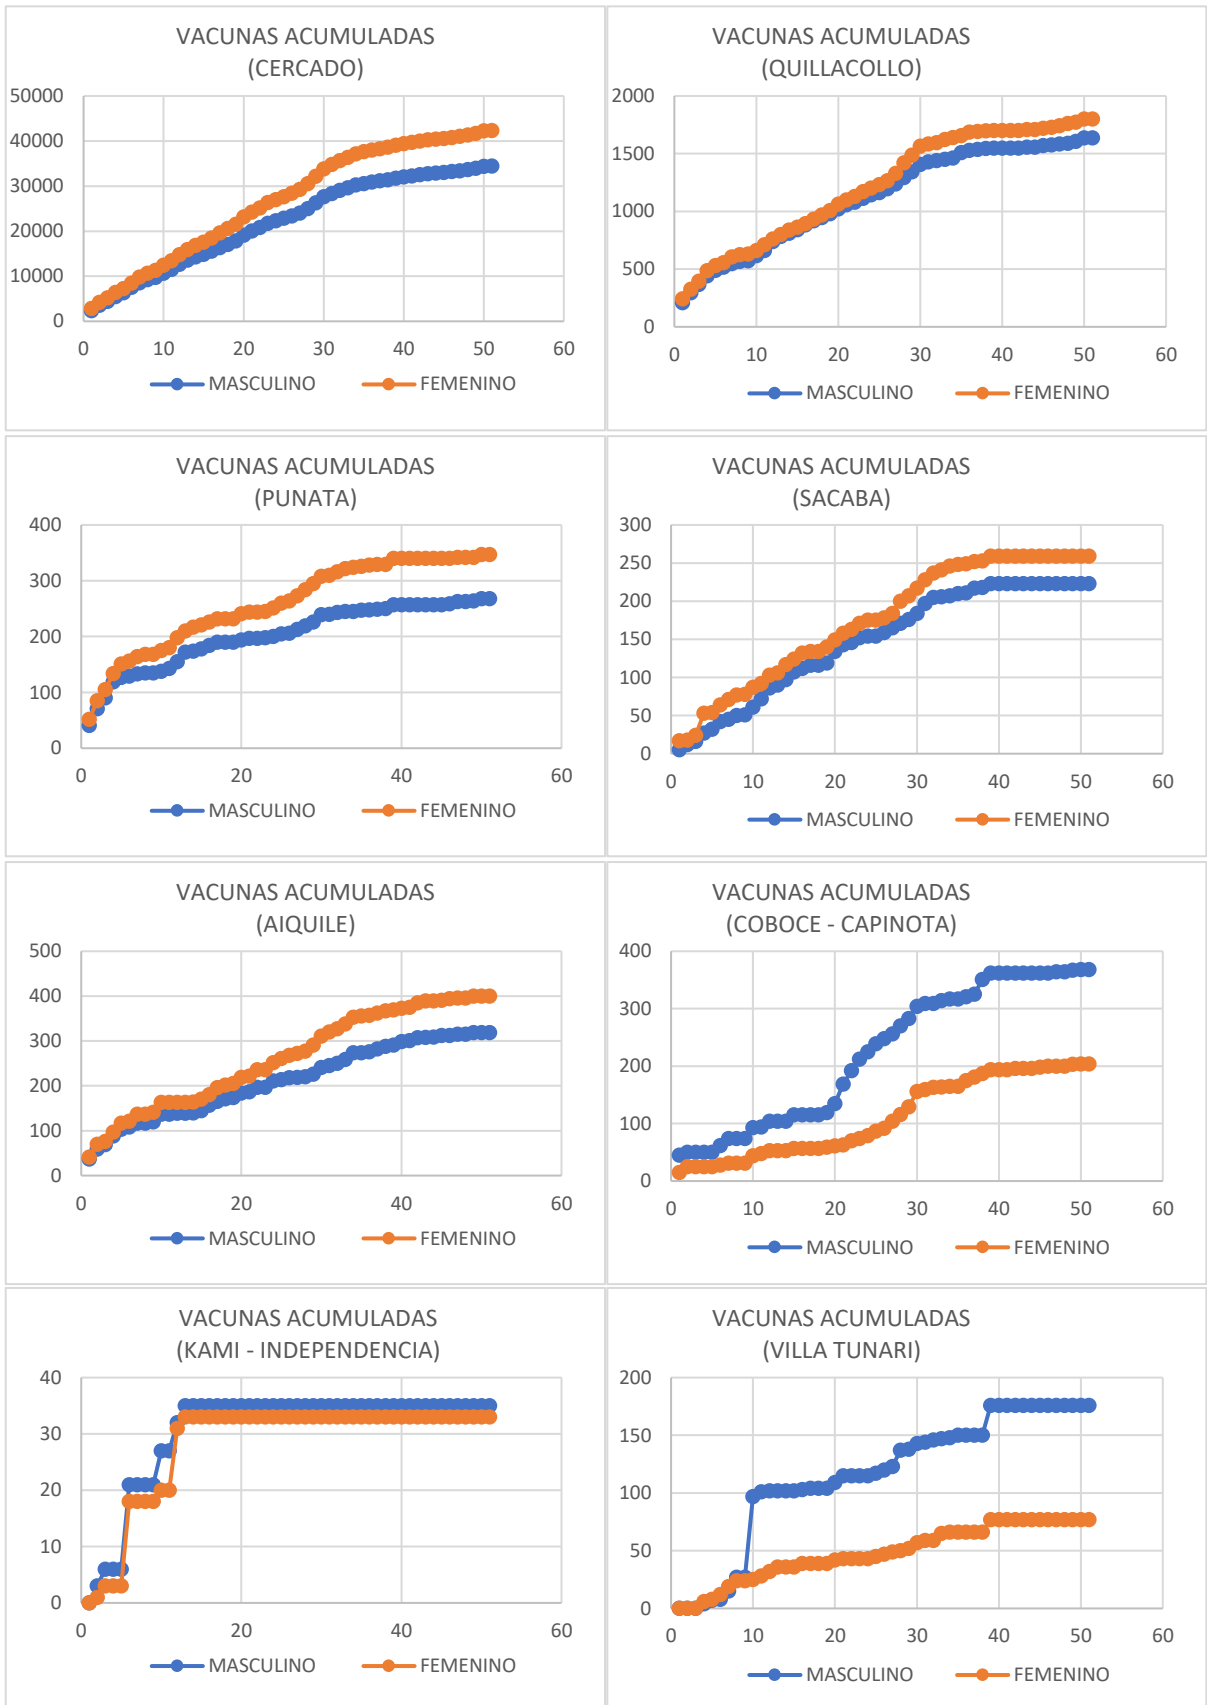 VACUNAS ACUMULADAS
(CERCADO)
50000
40000
30000
20000
10000
0
0 10 20 30 40 50 60
MASCULINO FEMENINO
VACUNAS ACUMULADAS
(QUILLACOLLO)
2000
1500
1000
500
0
0 10 20 30 40 50 60
MASCULINO FEMENINO
VACUNAS ACUMULADAS
(PUNATA)
400
300
200
100
0
0 20 40 60
MASCULINO FEMENINO
VACUNAS ACUMULADAS
(SACABA)
300
250
200
150
100
50
0
0 10 20 30 40 50 60
MASCULINO FEMENINO
VACUNAS ACUMULADAS
(AIQUILE)
500
400
300
200
100
0
0 20 40 60
MASCULINO FEMENINO
VACUNAS ACUMULADAS
(COBOCE - CAPINOTA)
400
300
200
100
0
0 10 20 30 40 50 60
MASCULINO FEMENINO
VACUNAS ACUMULADAS
(KAMI - INDEPENDENCIA)
40
30
20
10
0
0 20 40 60
MASCULINO FEMENINO
VACUNAS ACUMULADAS
(VILLA TUNARI)
200
150
100
50
0
0 10 20 30 40 50 60
MASCULINO FEMENINO